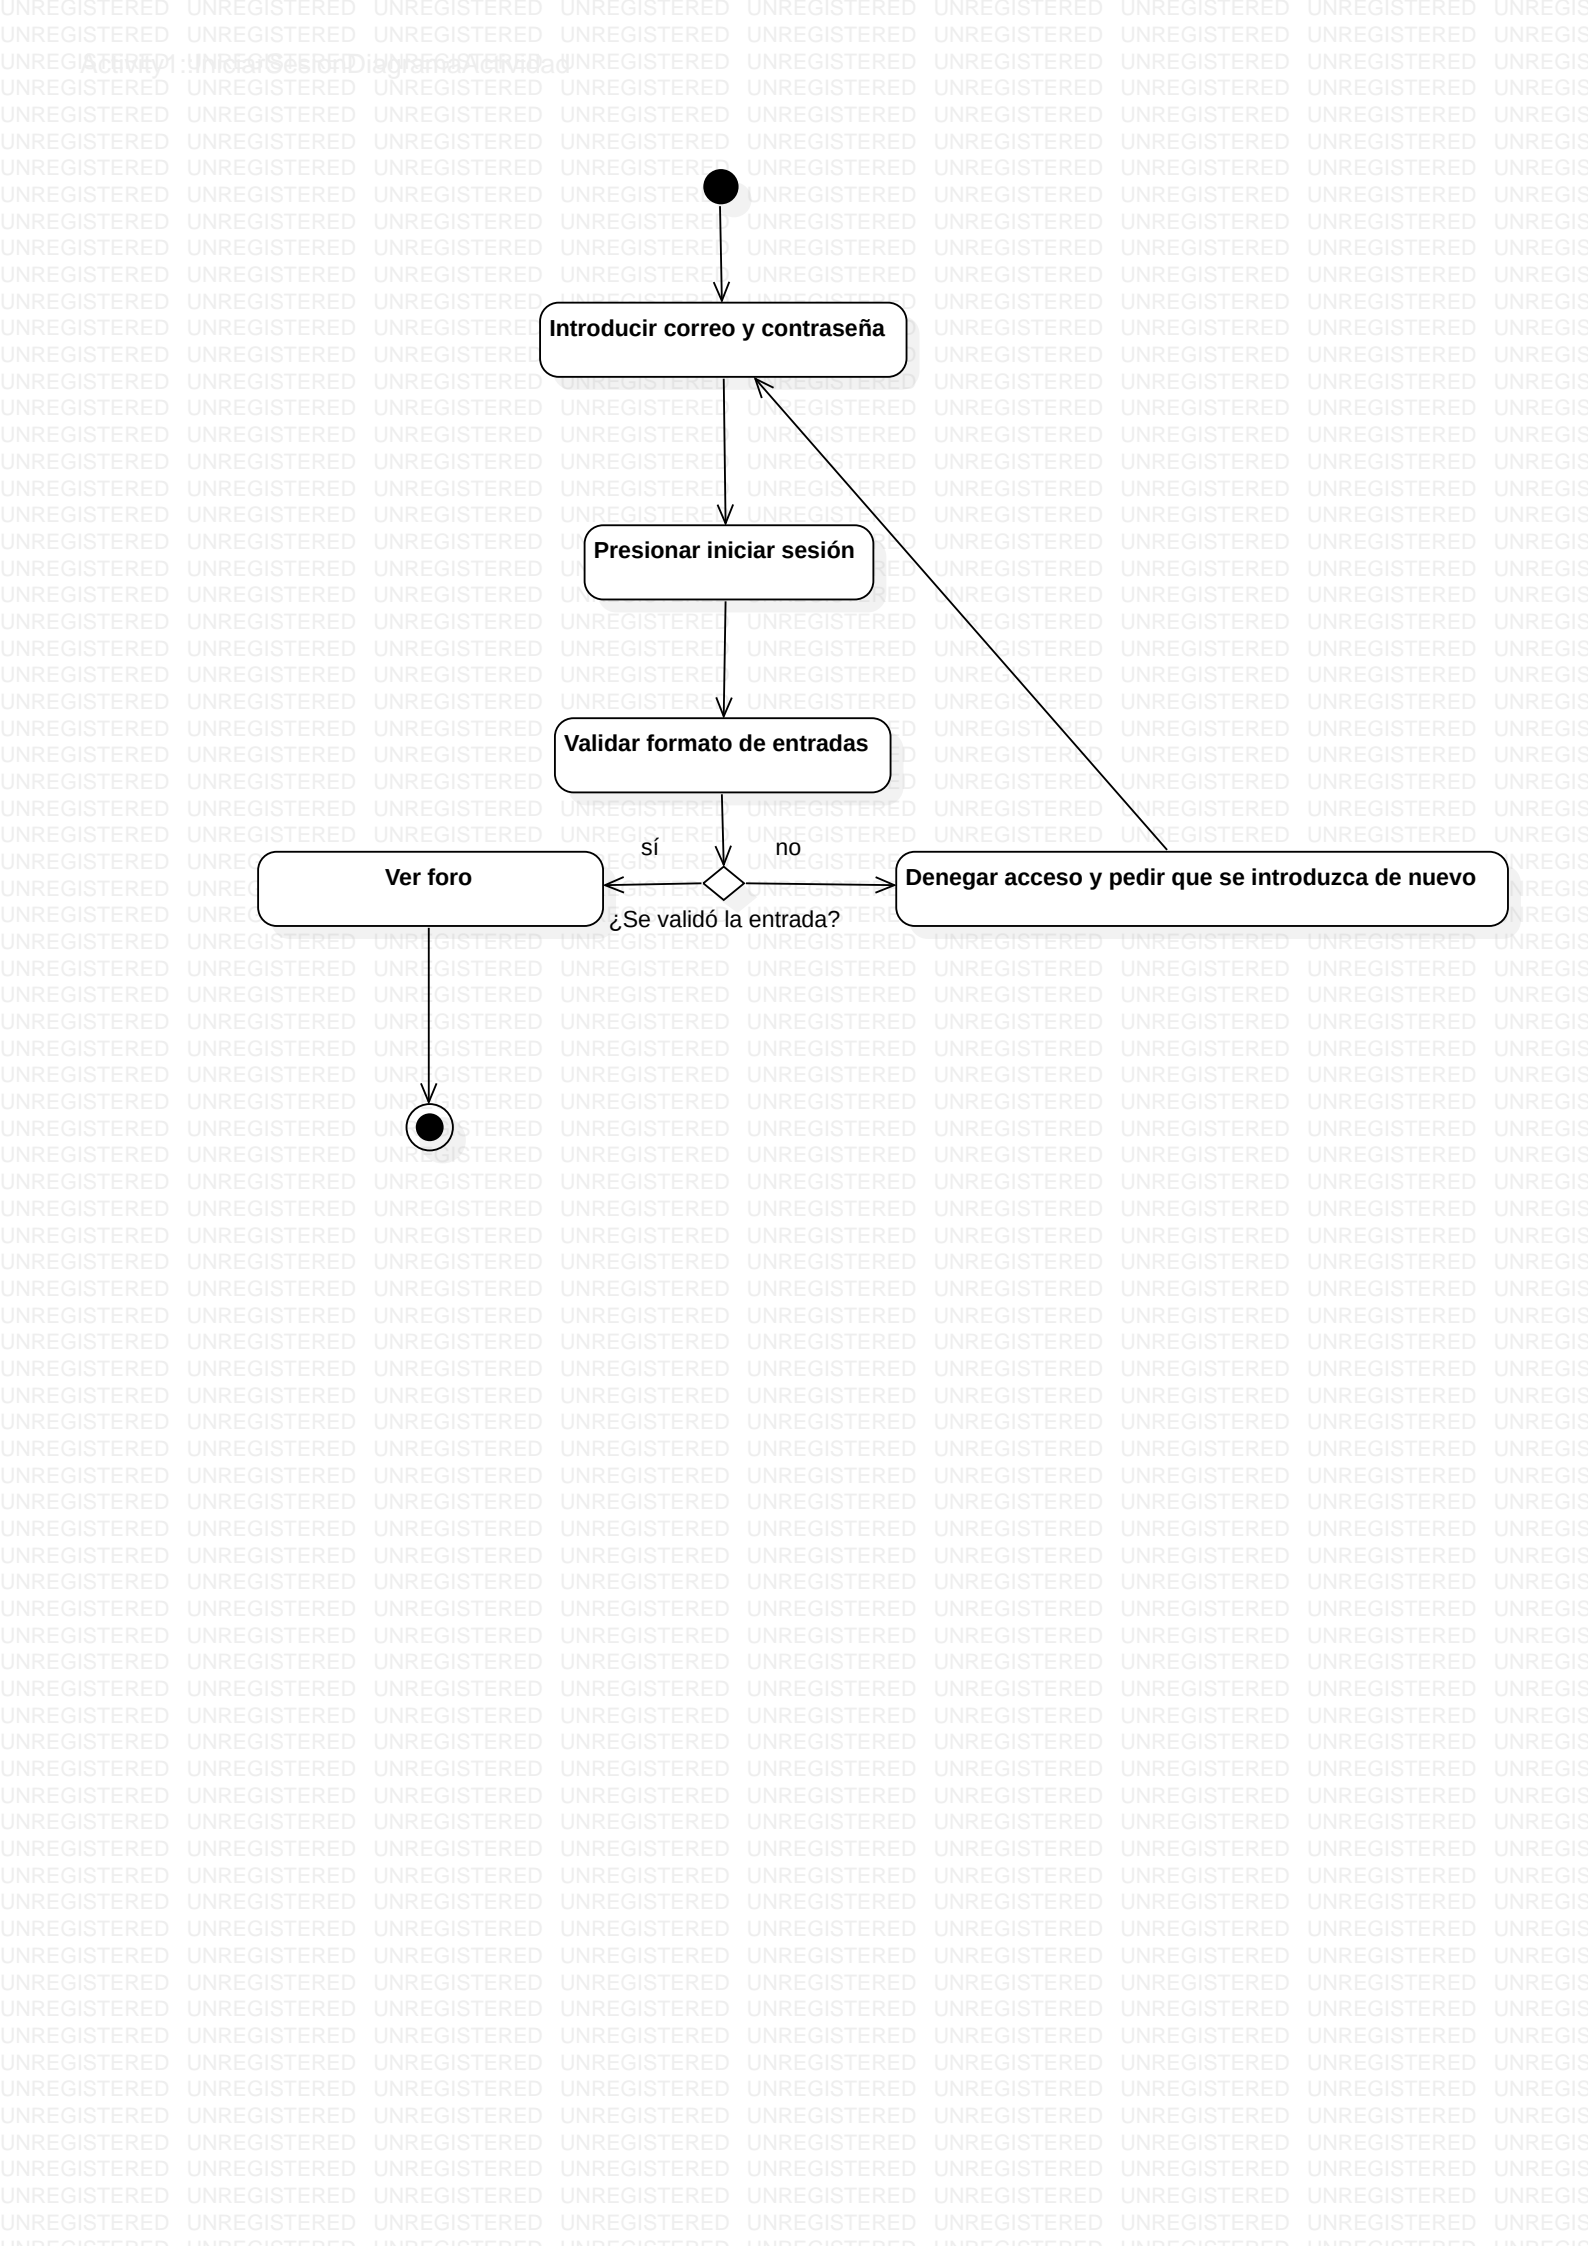 Activity1::IniciarSesionDiagramaActividad
Introducir correo y contraseña
Presionar iniciar sesión
Validar formato de entradas
sí
no
Ver foro
Denegar acceso y pedir que se introduzca de nuevo
¿Se validó la entrada?
UNREGISTERED